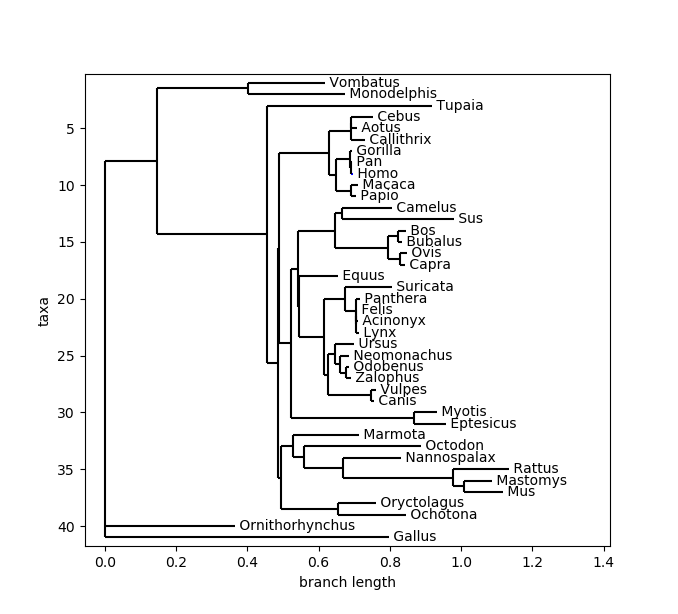 Vombatus
Monodelphis
Tupaia
Cebus
5
Aotus
Callithrix
Gorilla
Pan
Homo
10
Macaca
Papio
Camelus
Sus
Bos
15
Bubalus
Ovis
Capra
Equus
Suricata
20
Panthera
Felis
Acinonyx
Lynx
Ursus
25
Neomonachus
Odobenus
Zalophus
Vulpes
Canis
30
Myotis
Eptesicus
Marmota
Octodon
Nannospalax
35
Rattus
Mastomys
Mus
Oryctolagus
Ochotona
40
Ornithorhynchus
Gallus
taxa
0.0 0.2 0.4 0.6 0.8 1.0 1.2 1.4
branch length